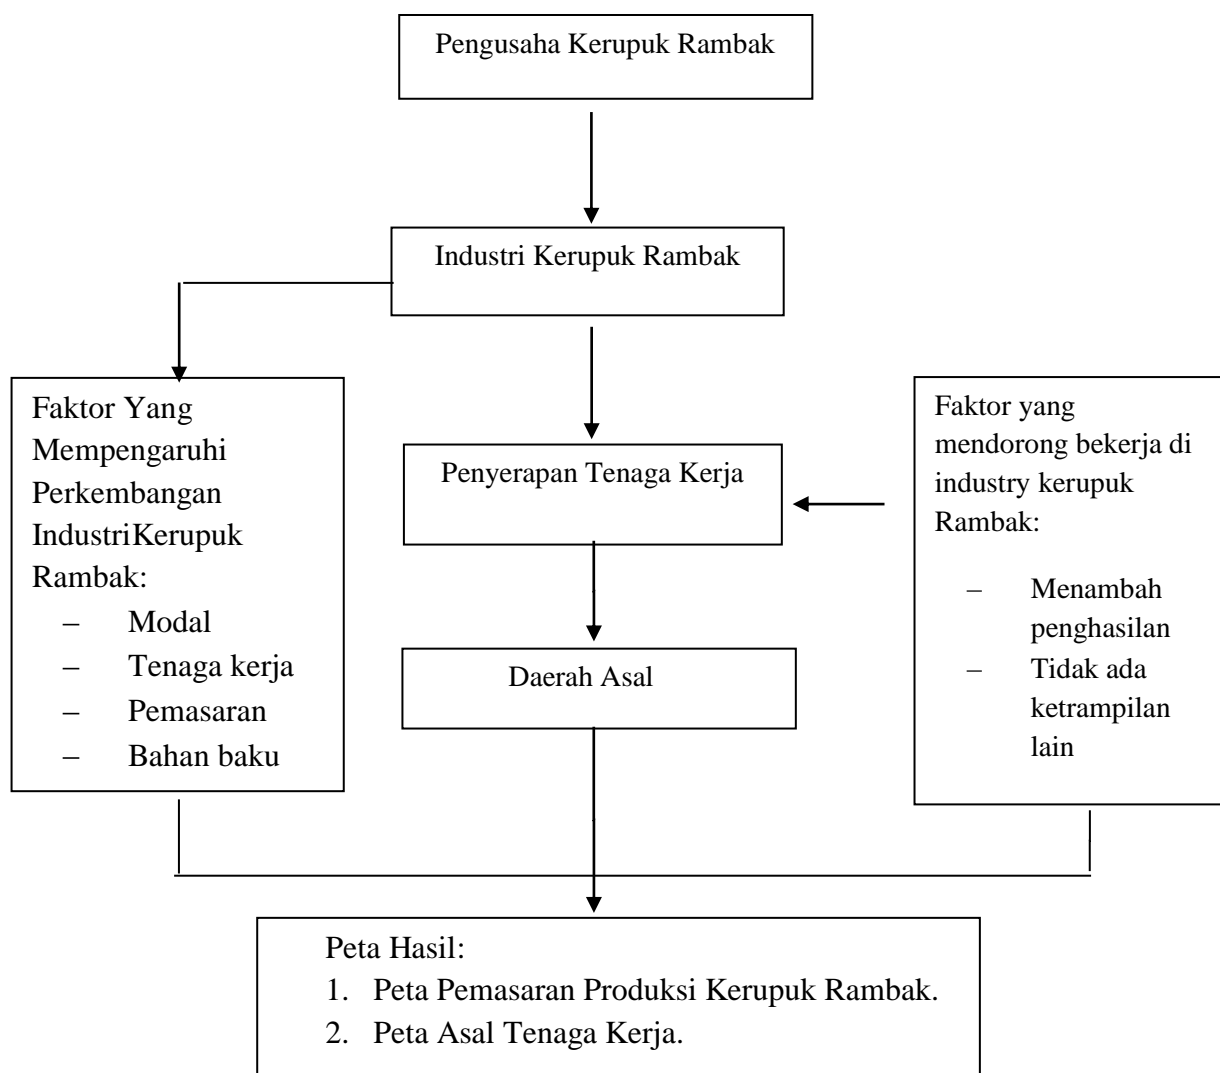 Pengusaha Kerupuk Rambak
Industri Kerupuk Rambak
Faktor Yang
Mempengaruhi
Perkembangan
IndustriKerupuk
Rambak:
– Modal
– Tenaga kerja
– Pemasaran
– Bahan baku
Penyerapan Tenaga Kerja
Daerah Asal
Faktor yang
mendorong bekerja di
industry kerupuk
Rambak:
– Menambah
penghasilan
– Tidak ada
ketrampilan
lain
Peta Hasil:
1. Peta Pemasaran Produksi Kerupuk Rambak.
2. Peta Asal Tenaga Kerja.